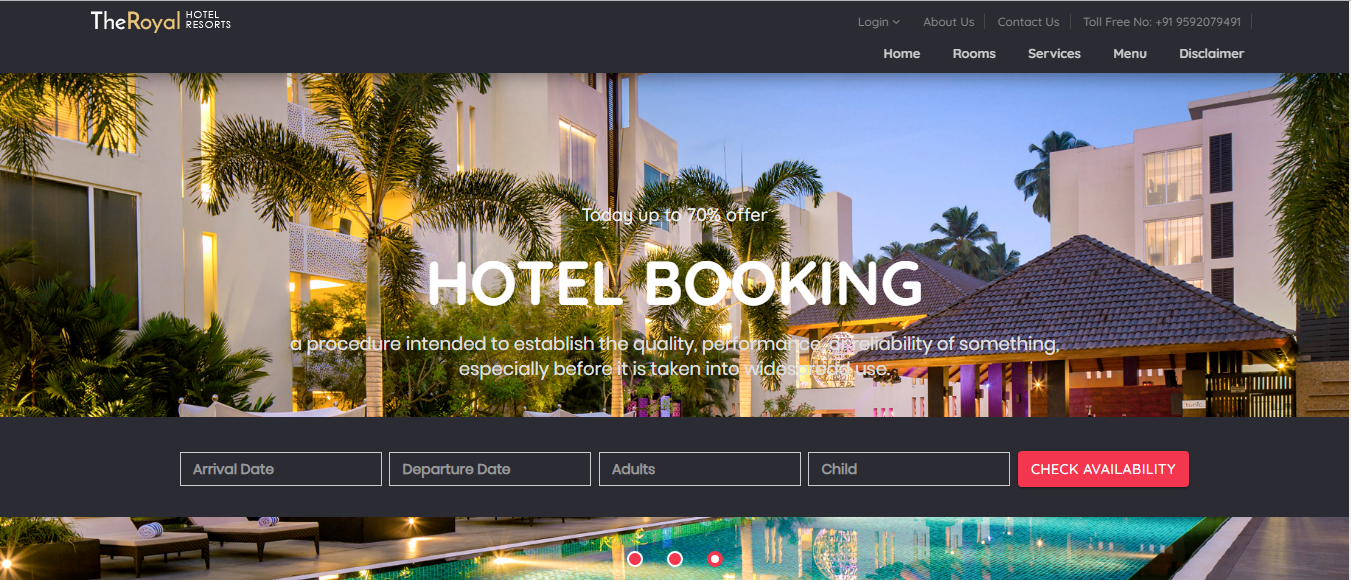 TheRoyal HOTEL
RESORTS
Login About Us Contact Us Toll Free No: +91 9592079491
Home Rooms Services Menu Disclaimer
Today up to 70% offer
HOTEL BOOKING
a procedure intended to establish the quality, performance, or reliability of something,
especially before it is taken into widespread use.
Arrival Date Departure Date Adults Child CHECK AVAILABILITY